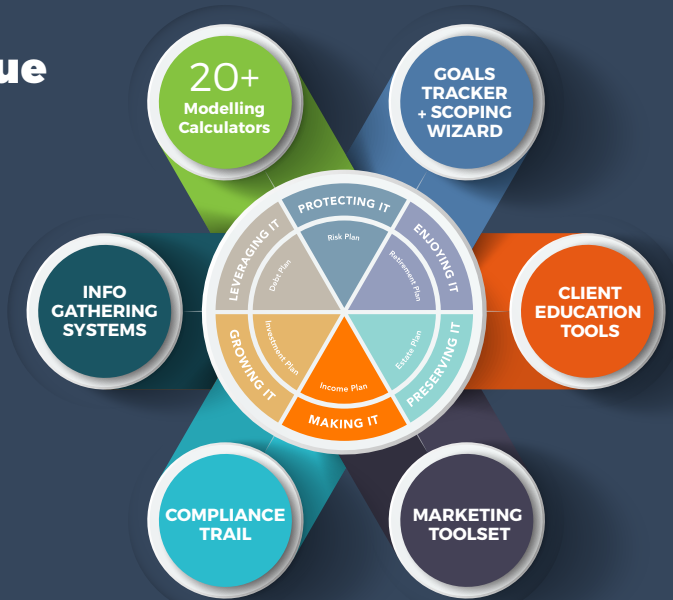 ue
20+
Modelling
Calculators
GOALS
TRACKER
+ SCOPING
WIZARD
INFO
GATHERING
SYSTEMS
CLIENT
EDUCATION
TOOLS
COMPLIANCE
TRAIL
MARKETING
TOOLSET
PROTECTING IT
Risk Plan
ENJOYING IT
Retirement Plan
PRESERVING IT
Estate Plan
MAKING IT
Income Plan
GROWING IT
Investment Plan
LEVERAGING IT
Debt Plan